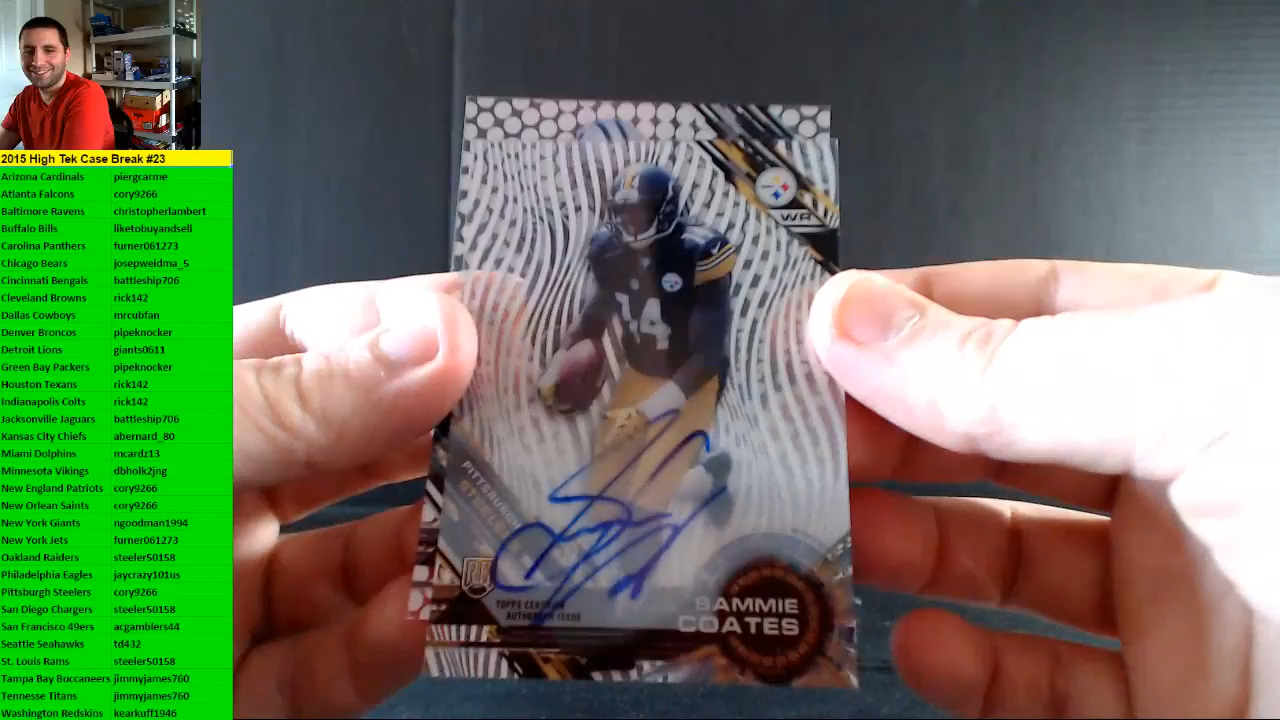 2015 High Tek Case Break #23
Arizona Cardinals piergcarme
Atlanta Falcons cory9266
Baltimore Ravens christopherlambert
Buffalo Bills liketobuyandsell
Carolina Panthers furner061273
Chicago Bears josepweidma_5
Cincinnati Bengals battleship706
Cleveland Browns rick142
Dallas Cowboys mrcubfan
Denver Broncos pipeknocker
Detroit Lions giants0611
Green Bay Packers pipeknocker
Houston Texans rick142
Indianapolis Colts rick142
Jacksonville Jaguars battleship706
Kansas City Chiefs abernard_80
Miami Dolphins mcardz13
Minnesota Vikings dbholk2jng
New England Patriots cory9266
New Orlean Saints cory9266
New York Giants ngoodman1994
New York Jets furner061273
Oakland Raiders steeler50158
Philadelphia Eagles jaycrazy101us
Pittsburgh Steelers cory9266
San Diego Chargers steeler50158
San Francisco 49ers acgamblers44
Seattle Seahawks td432
St. Louis Rams steeler50158
Tampa Bay Buccaneers jimmyjames760
Tennesse Titans jimmyjames760
Washington Redskins kearkuff1946
WR
14
PITTSBURGH
TOPPS CERTIFIED
AUTOGRAPH ISSUE
SAMMIE
COATES